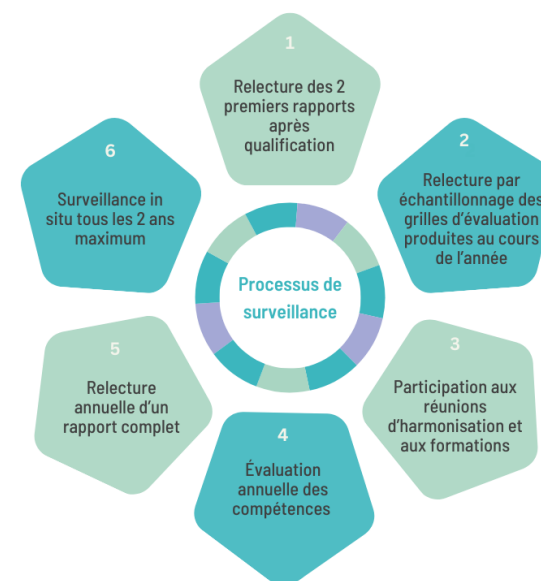 1
Relecture des 2
premiers rapports
après
qualification
2
Relecture par
échantillonnage des
grilles d'évaluation
produites au cours
de l'année
3
Participation aux
réunions
d'harmonisation et
aux formations
4
Évaluation
annuelle des
compétences
5
Relecture
annuelle d'un
rapport complet
6
Surveillance in
situ tous les 2 ans
maximum
Processus de
surveillance